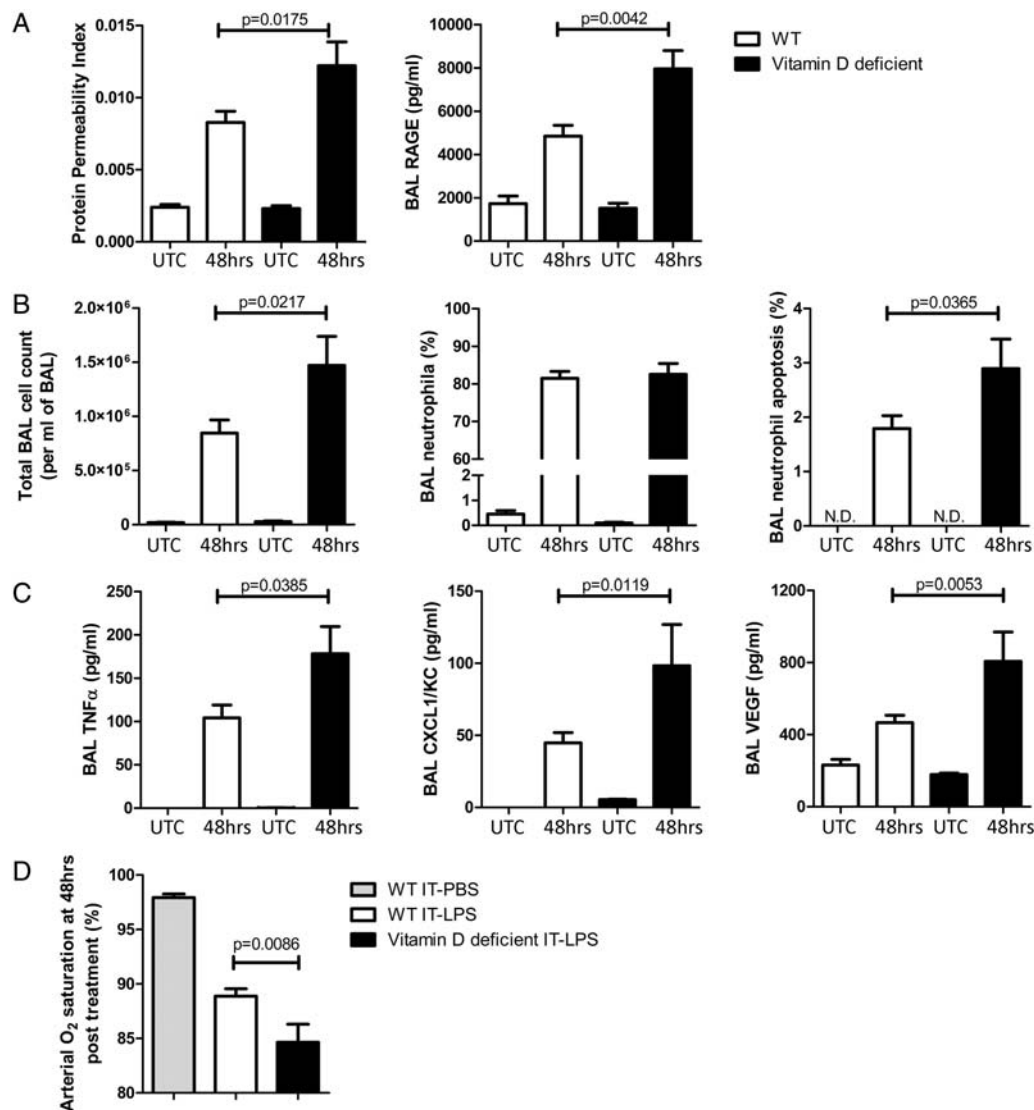 A
Protein Permeability Index
0.015
0.010
0.005
0.000
p=0.0175
UTC 48hrs UTC 48hrs
BAL RAGE (pg/ml)
10000
8000
6000
4000
2000
0
p=0.0042
UTC 48hrs UTC 48hrs
WT
Vitamin D deficient
B
Total BAL cell count
(per ml of BAL)
2.0×10⁶
1.5×10⁶
1.0×10⁶
5.0×10⁵
0
p=0.0217
UTC 48hrs UTC 48hrs
BAL neutrophila (%)
100
90
80
70
60
2
1
0
UTC 48hrs UTC 48hrs
BAL neutrophil apoptosis (%)
4
3
2
1
0
p=0.0365
N.D. N.D.
UTC 48hrs UTC 48hrs
C
BAL TNFα (pg/ml)
250
200
150
100
50
0
p=0.0385
UTC 48hrs UTC 48hrs
BAL CXCL1/KC (pg/ml)
150
100
50
0
p=0.0119
UTC 48hrs UTC 48hrs
BAL VEGF (pg/ml)
1200
800
400
0
p=0.0053
UTC 48hrs UTC 48hrs
D
Arterial O₂ saturation at 48hrs
post treatment (%)
100
95
90
85
80
p=0.0086
WT IT-PBS
WT IT-LPS
Vitamin D deficient IT-LPS